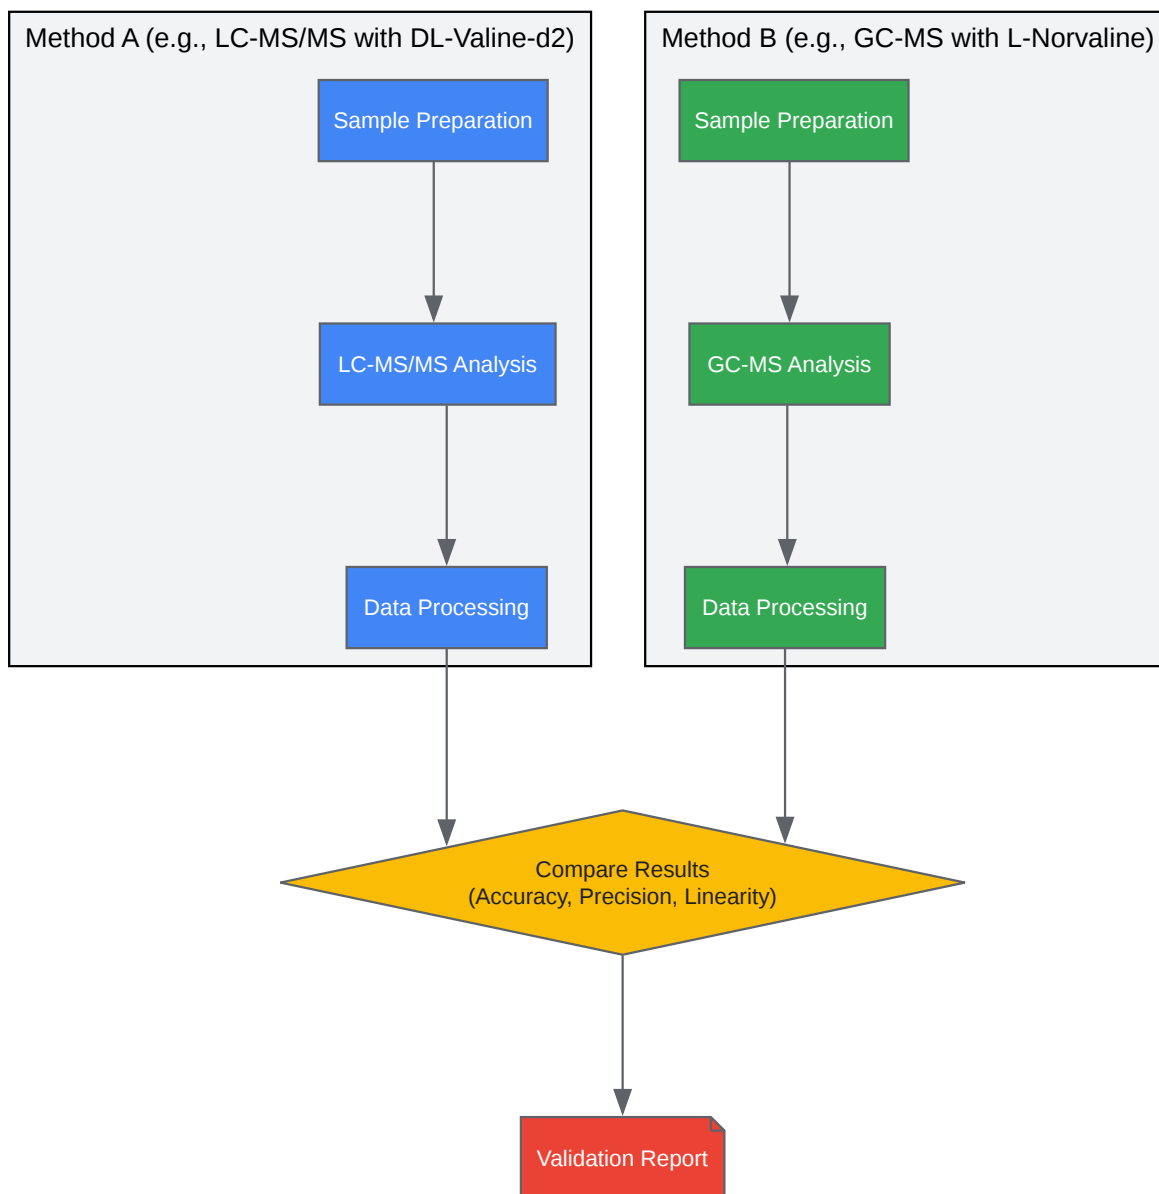 Method A (e.g., LC-MS/MS with DL-Valine-d2)
Sample Preparation
LC-MS/MS Analysis
Data Processing
Method B (e.g., GC-MS with L-Norvaline)
Sample Preparation
GC-MS Analysis
Data Processing
Compare Results
(Accuracy, Precision, Linearity)
Validation Report